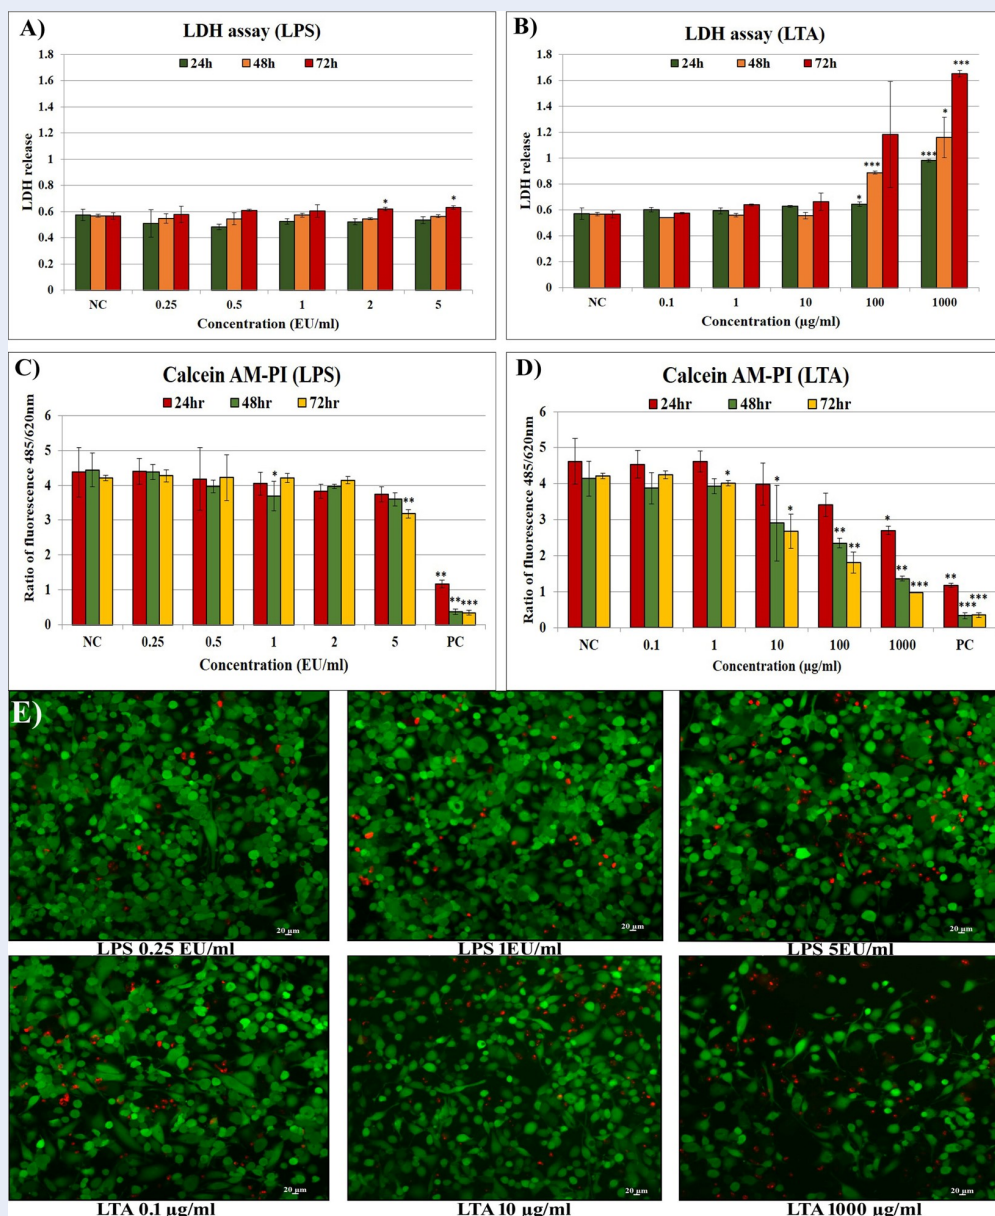 A)
LDH assay (LPS)
24h 48h 72h
1.8
1.6
1.4
1.2
1
0.8
0.6
0.4
0.2
0
LDH release
* *
NC 0.25 0.5 1 2 5
Concentration (EU/ml)
B)
LDH assay (LTA)
24h 48h 72h
1.8
1.6
1.4
1.2
1
0.8
0.6
0.4
0.2
0
LDH release
* *** *** * ***
NC 0.1 1 10 100 1000
Concentration (µg/ml)
C)
Calcein AM-PI (LPS)
24hr 48hr 72hr
6
5
4
3
2
1
0
Ratio of fluorescence 485/620nm
* ** ** ** ***
NC 0.25 0.5 1 2 5 PC
Concentration (EU/ml)
D)
Calcein AM-PI (LTA)
24hr 48hr 72hr
6
5
4
3
2
1
0
Ratio of fluorescence 485/620nm
* * * ** ** * ** *** ** *** ***
NC 0.1 1 10 100 1000 PC
Concentration (µg/ml)
E)
20 µm 20 µm 20 µm
LPS 0.25 EU/ml LPS 1EU/ml LPS 5EU/ml
20 µm 20 µm 20 µm
LTA 0.1 µg/ml LTA 10 µg/ml LTA 1000 µg/ml